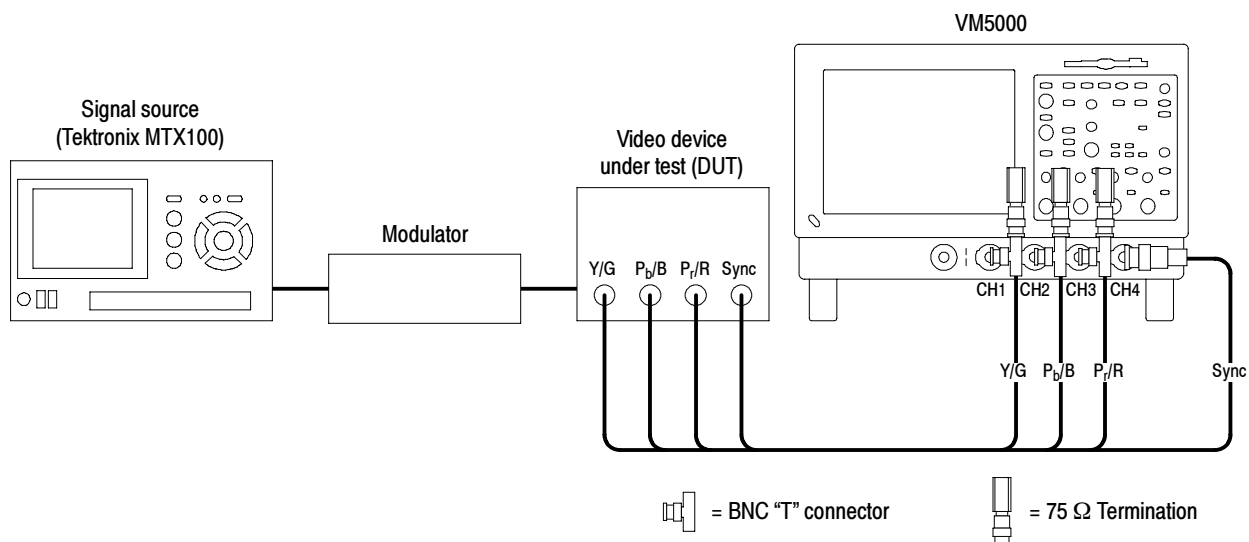 VM5000
Signal source
(Tektronix MTX100)
Video device
under test (DUT)
Modulator
Y/G Pb/B Pr/R Sync
CH1 CH2 CH3 CH4
Y/G Pb/B Pr/R Sync
= BNC “T” connector
= 75 Ω Termination